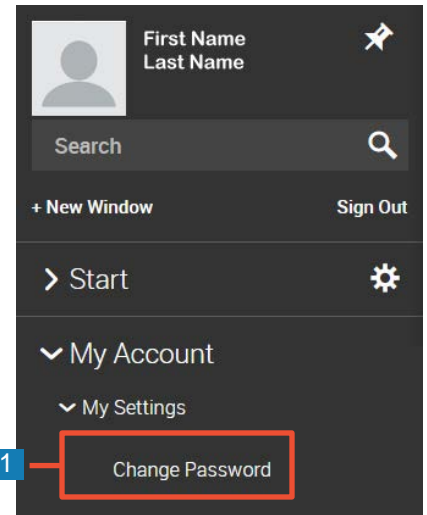 First Name
Last Name
Search
+ New Window Sign Out
Start
My Account
My Settings
1 Change Password